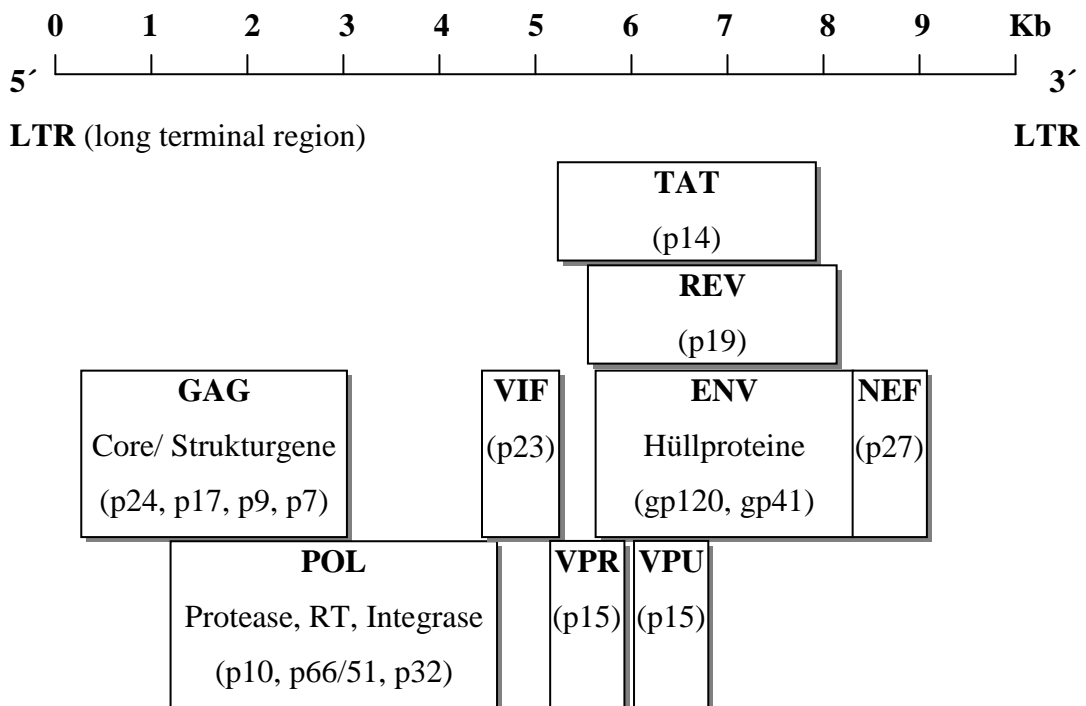 0 1 2 3 4 5 6 7 8 9 Kb
5´ 3´
LTR (long terminal region) LTR
TAT
(p14)
REV
(p19)
GAG
Core/ Strukturgene
(p24, p17, p9, p7)
VIF
(p23)
ENV
Hüllproteine
(gp120, gp41)
NEF
(p27)
POL
Protease, RT, Integrase
(p10, p66/51, p32)
VPR
(p15)
VPU
(p15)